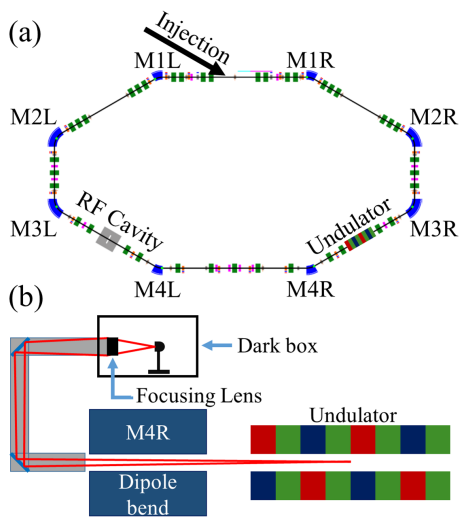 (a)
Injection
M1L
M1R
M2L
M2R
RF Cavity
Undulator
M3L
M3R
M4L
M4R
(b)
Dark box
Focusing Lens
Undulator
M4R
Dipole
bend